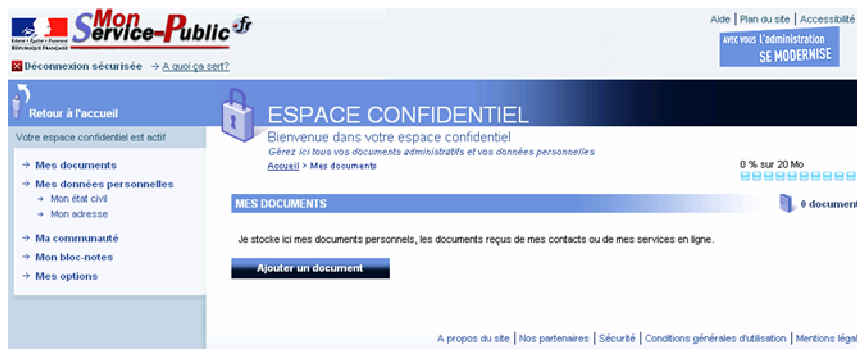 Mon
Service-Public.fr
Liberté • Égalité • Fraternité
RÉPUBLIQUE FRANÇAISE
Aide | Plan du site | Accessibilité
AVEC VOUS L'administration
SE MODERNISE
Déconnexion sécurisée → A quoi ça sert?
Retour à l'accueil
ESPACE CONFIDENTIEL
Votre espace confidentiel est actif
Bienvenue dans votre espace confidentiel
Gérez ici tous vos documents administratifs et vos données personnelles
Accueil > Mes documents
0 % sur 20 Mo
→ Mes documents
→ Mes données personnelles
→ Mon état civil
→ Mon adresse
→ Ma communauté
→ Mon bloc-notes
→ Mes options
MES DOCUMENTS
0 document
Je stocke ici mes documents personnels, les documents reçus de mes contacts ou de mes services en ligne.
Ajouter un document
A propos du site | Nos partenaires | Sécurité | Conditions générales d'utilisation | Mentions légal